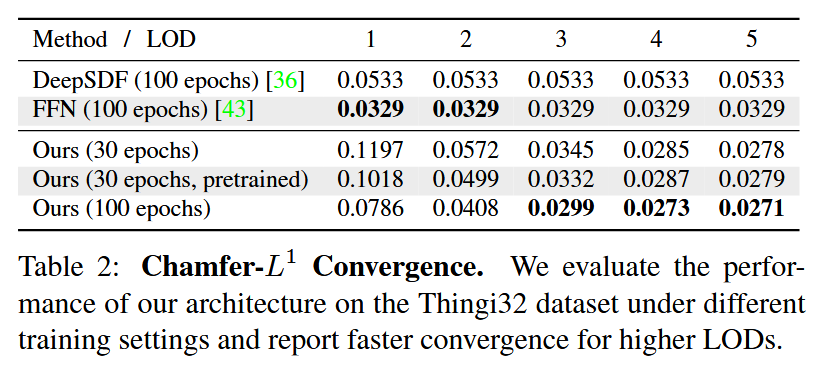 Method / LOD 1 2 3 4 5
DeepSDF (100 epochs) [36] 0.0533 0.0533 0.0533 0.0533 0.0533
FFN (100 epochs) [43] 0.0329 0.0329 0.0329 0.0329 0.0329
Ours (30 epochs) 0.1197 0.0572 0.0345 0.0285 0.0278
Ours (30 epochs, pretrained) 0.1018 0.0499 0.0332 0.0287 0.0279
Ours (100 epochs) 0.0786 0.0408 0.0299 0.0273 0.0271
Table 2: Chamfer-L¹ Convergence. We evaluate the perfor-
mance of our architecture on the Thingi32 dataset under different
training settings and report faster convergence for higher LODs.